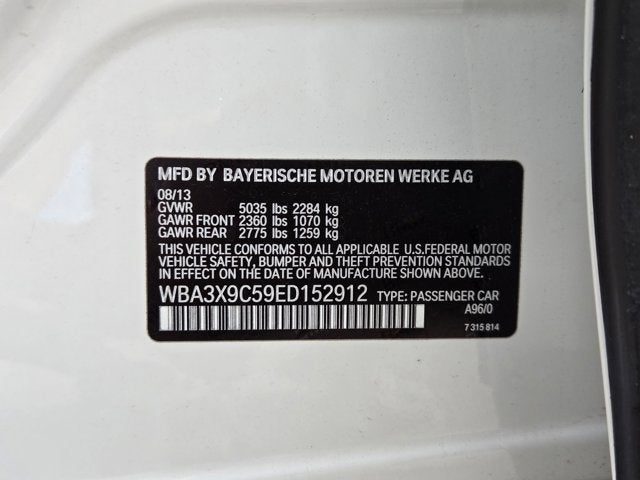 MFD BY BAYERISCHE MOTOREN WERKE AG
08/13
GVWR 5035 lbs 2284 kg
GAWR FRONT 2360 lbs 1070 kg
GAWR REAR 2775 lbs 1259 kg
THIS VEHICLE CONFORMS TO ALL APPLICABLE U.S.FEDERAL MOTOR
VEHICLE SAFETY, BUMPER AND THEFT PREVENTION STANDARDS
IN EFFECT ON THE DATE OF MANUFACTURE SHOWN ABOVE.
WBA3X9C59ED152912 TYPE: PASSENGER CAR
A96/0
7 315 814